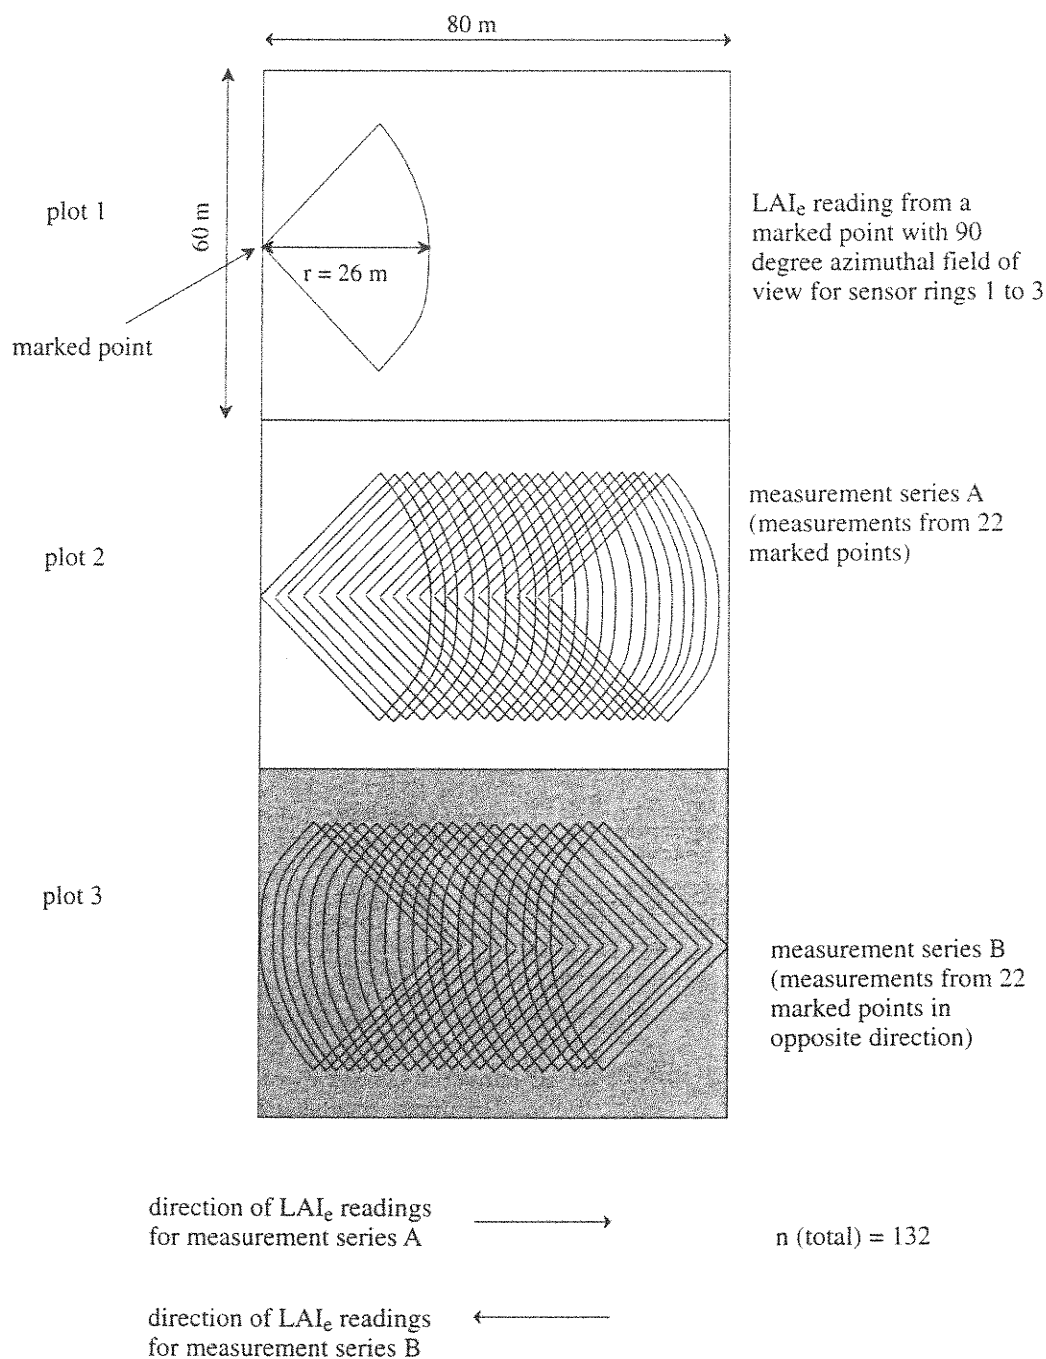 80 m
plot 1
60 m
r = 26 m
marked point
LAIe reading from a
marked point with 90
degree azimuthal field of
view for sensor rings 1 to 3
plot 2
measurement series A
(measurements from 22
marked points)
plot 3
measurement series B
(measurements from 22
marked points in
opposite direction)
direction of LAIe readings
for measurement series A
n (total) = 132
direction of LAIe readings
for measurement series B